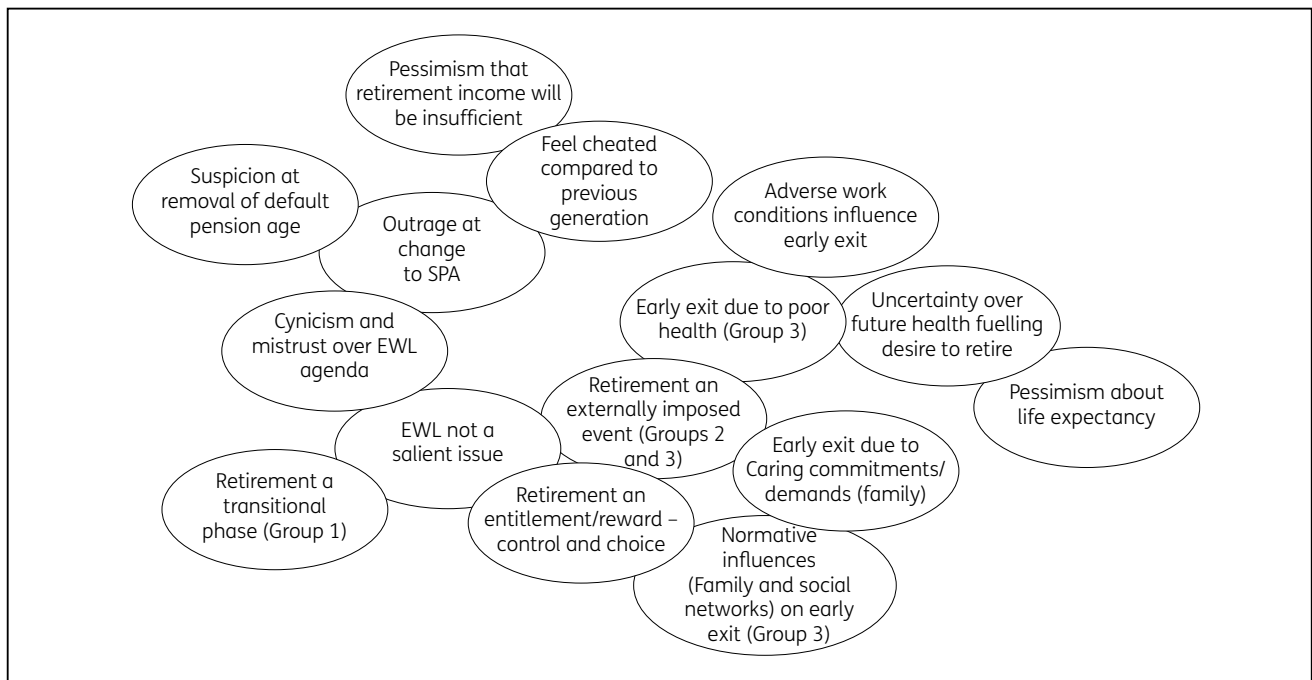 Pessimism that
retirement income will
be insufficient
Feel cheated
compared to
previous
generation
Suspicion at
removal of default
pension age
Outrage at
change
to SPA
Adverse work
conditions influence
early exit
Cynicism and
mistrust over EWL
agenda
Early exit due to poor
health (Group 3)
Uncertainty over
future health fuelling
desire to retire
Pessimism about
life expectancy
Retirement an
externally imposed
event (Groups 2
and 3)
EWL not a
salient issue
Early exit due to
Caring commitments/
demands (family)
Retirement a
transitional
phase (Group 1)
Retirement an
entitlement/reward –
control and choice
Normative
influences
(Family and social
networks) on early
exit (Group 3)